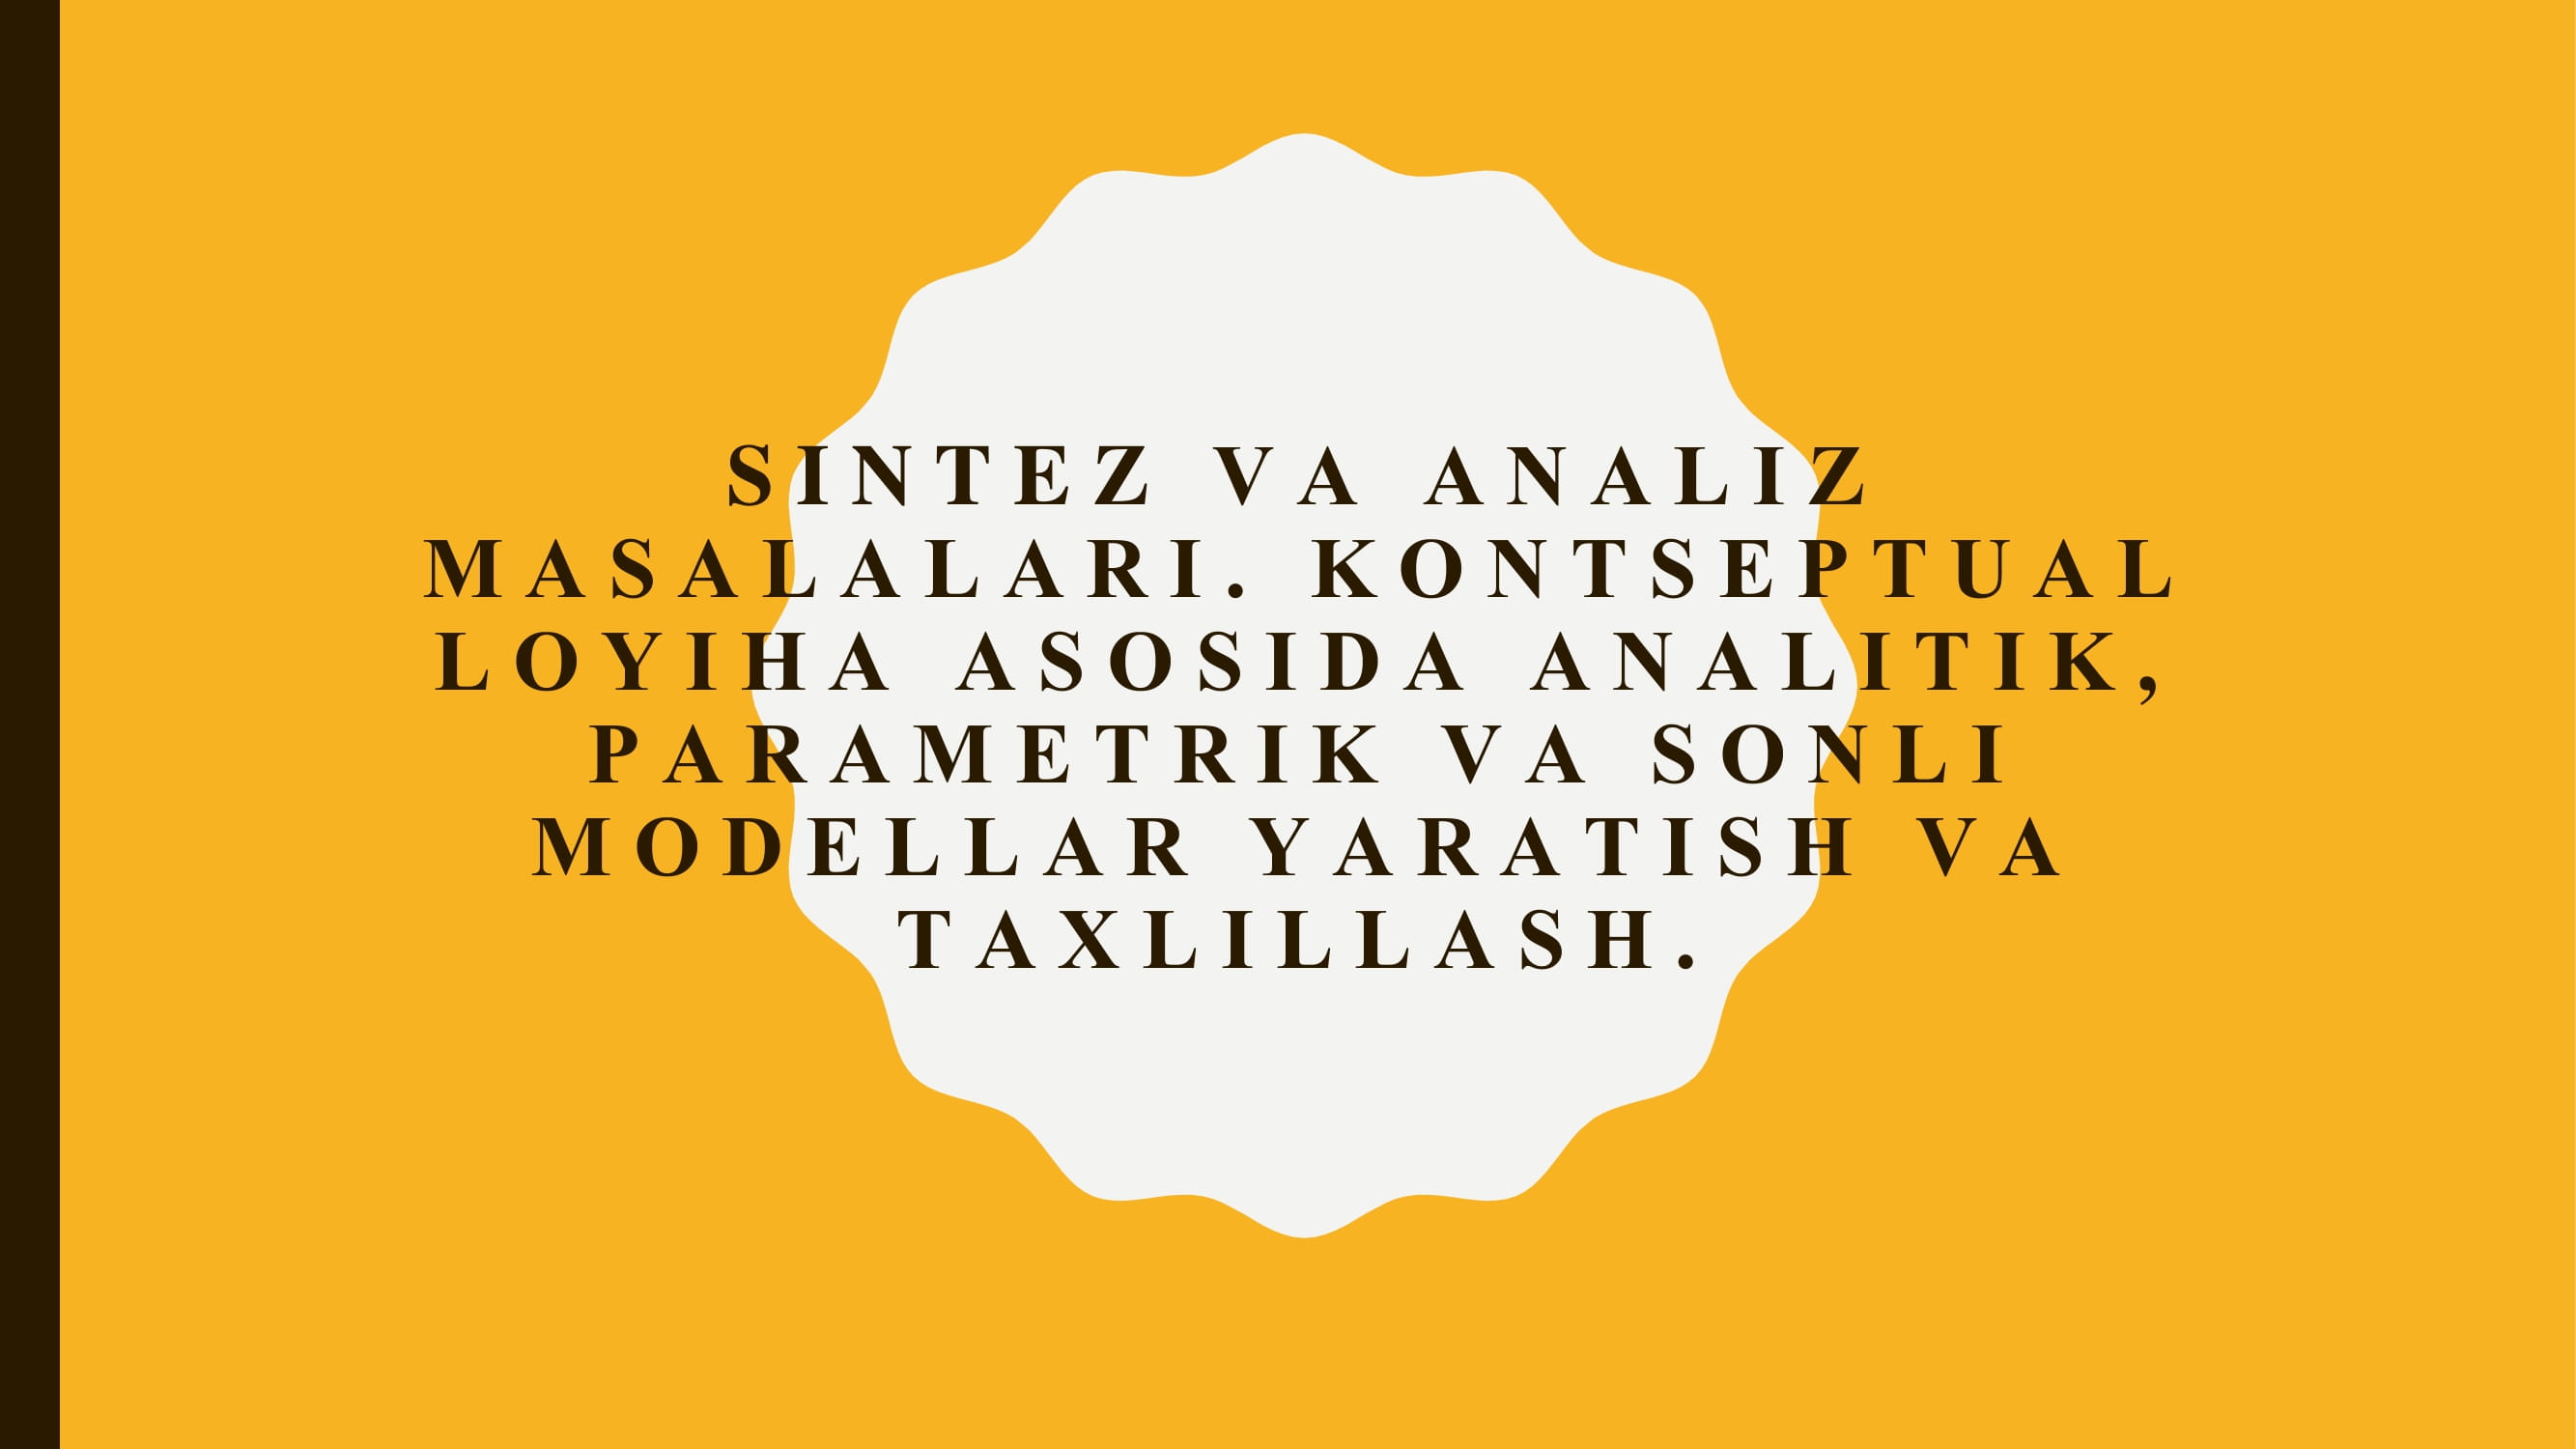 SINTEZ VA ANALIZ
MASALALARI. KONTSEPTUAL
LOYIHA ASOSIDA ANALITIK,
PARAMETRIK VA SONLI
MODELLAR YARATISH VA
TAXLILLASH.